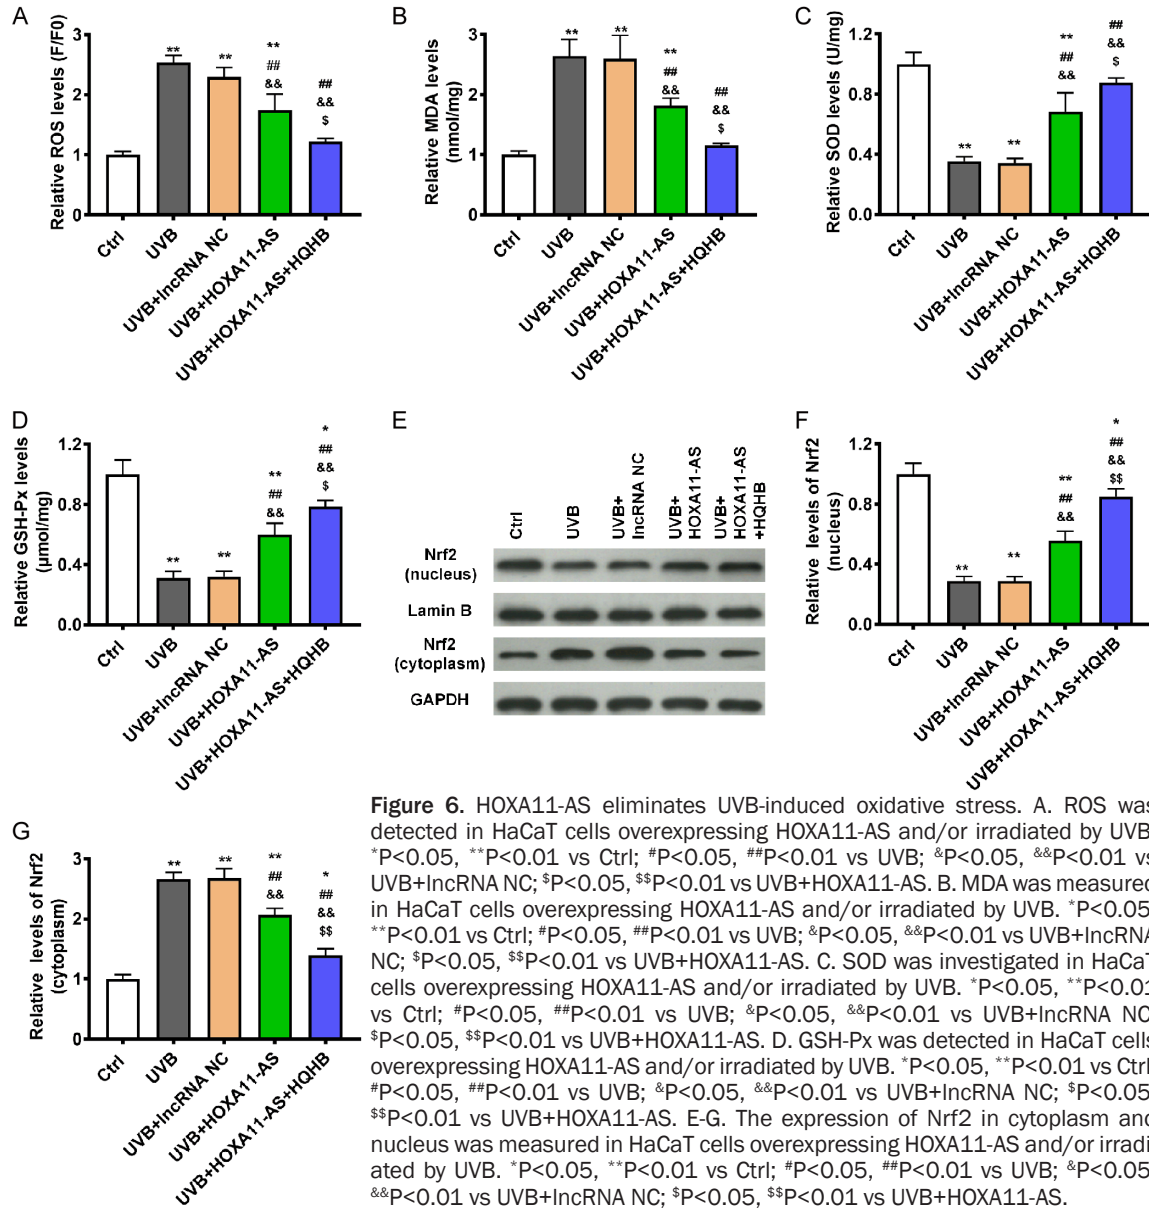 A
Relative ROS levels (F/F0)
3
2
1
0
**
**
**
##
&&
##
&&
$
Ctrl
UVB
UVB+lncRNA NC
UVB+HOXA11-AS
UVB+HOXA11-AS+HQHB
B
Relative MDA levels
(nmol/mg)
3
2
1
0
**
**
**
##
&&
##
&&
$
Ctrl
UVB
UVB+lncRNA NC
UVB+HOXA11-AS
UVB+HOXA11-AS+HQHB
C
Relative SOD levels (U/mg)
1.2
0.8
0.4
0.0
**
**
**
##
&&
##
&&
$
Ctrl
UVB
UVB+lncRNA NC
UVB+HOXA11-AS
UVB+HOXA11-AS+HQHB
D
Relative GSH-Px levels
(μmol/mg)
1.2
0.8
0.4
0.0
**
**
**
##
&&
*
##
&&
$
Ctrl
UVB
UVB+lncRNA NC
UVB+HOXA11-AS
UVB+HOXA11-AS+HQHB
E
Ctrl
UVB
UVB+
lncRNA NC
UVB+
HOXA11-AS
UVB+
HOXA11-AS
+HQHB
Nrf2
(nucleus)
Lamin B
Nrf2
(cytoplasm)
GAPDH
F
Relative levels of Nrf2
(nucleus)
1.2
0.8
0.4
0.0
**
**
**
##
&&
*
##
&&
$$
Ctrl
UVB
UVB+lncRNA NC
UVB+HOXA11-AS
UVB+HOXA11-AS+HQHB
G
Relative levels of Nrf2
(cytoplasm)
3
2
1
0
**
**
**
##
&&
*
##
&&
$$
Ctrl
UVB
UVB+lncRNA NC
UVB+HOXA11-AS
UVB+HOXA11-AS+HQHB
Figure 6. HOXA11-AS eliminates UVB-induced oxidative stress. A. ROS was
detected in HaCaT cells overexpressing HOXA11-AS and/or irradiated by UVB
*P<0.05, **P<0.01 vs Ctrl; #P<0.05, ##P<0.01 vs UVB; &P<0.05, &&P<0.01 vs
UVB+lncRNA NC; $P<0.05, $$P<0.01 vs UVB+HOXA11-AS. B. MDA was measured
in HaCaT cells overexpressing HOXA11-AS and/or irradiated by UVB. *P<0.05
**P<0.01 vs Ctrl; #P<0.05, ##P<0.01 vs UVB; &P<0.05, &&P<0.01 vs UVB+lncRNA
NC; $P<0.05, $$P<0.01 vs UVB+HOXA11-AS. C. SOD was investigated in HaCaT
cells overexpressing HOXA11-AS and/or irradiated by UVB. *P<0.05, **P<0.01
vs Ctrl; #P<0.05, ##P<0.01 vs UVB; &P<0.05, &&P<0.01 vs UVB+lncRNA NC
$P<0.05, $$P<0.01 vs UVB+HOXA11-AS. D. GSH-Px was detected in HaCaT cells
overexpressing HOXA11-AS and/or irradiated by UVB. *P<0.05, **P<0.01 vs Ctrl
#P<0.05, ##P<0.01 vs UVB; &P<0.05, &&P<0.01 vs UVB+lncRNA NC; $P<0.05
$$P<0.01 vs UVB+HOXA11-AS. E-G. The expression of Nrf2 in cytoplasm and
nucleus was measured in HaCaT cells overexpressing HOXA11-AS and/or irradi
ated by UVB. *P<0.05, **P<0.01 vs Ctrl; #P<0.05, ##P<0.01 vs UVB; &P<0.05
&&P<0.01 vs UVB+lncRNA NC; $P<0.05, $$P<0.01 vs UVB+HOXA11-AS.